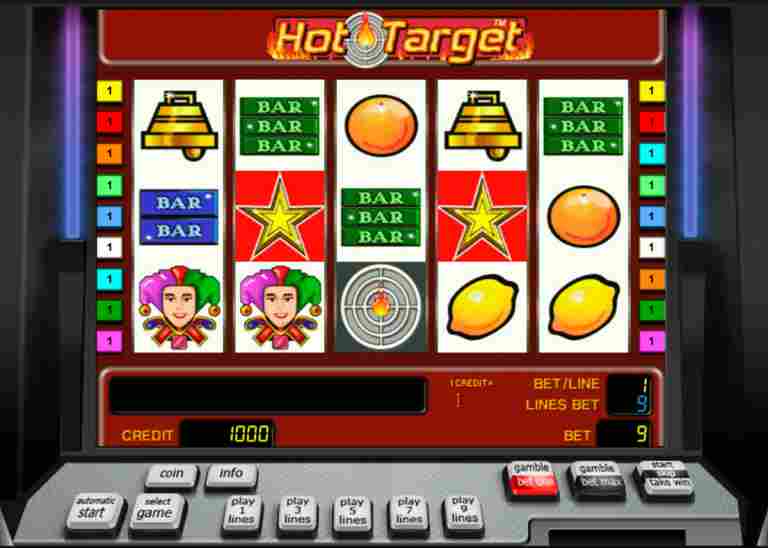 Hot Target™
1 1
1 BAR BAR 1
1 BAR BAR 1
BAR BAR
1 1
BAR BAR
1 BAR BAR 1
BAR
1 1
1 1
1 1
1 1
1 CREDIT= BET/LINE 1
1 LINES BET 9
CREDIT 1000 BET 9
coin info
automatic start
select game
play 1 lines
play 3 lines
play 5 lines
play 7 lines
play 9 lines
gamble bet one
gamble bet max
start skip take win